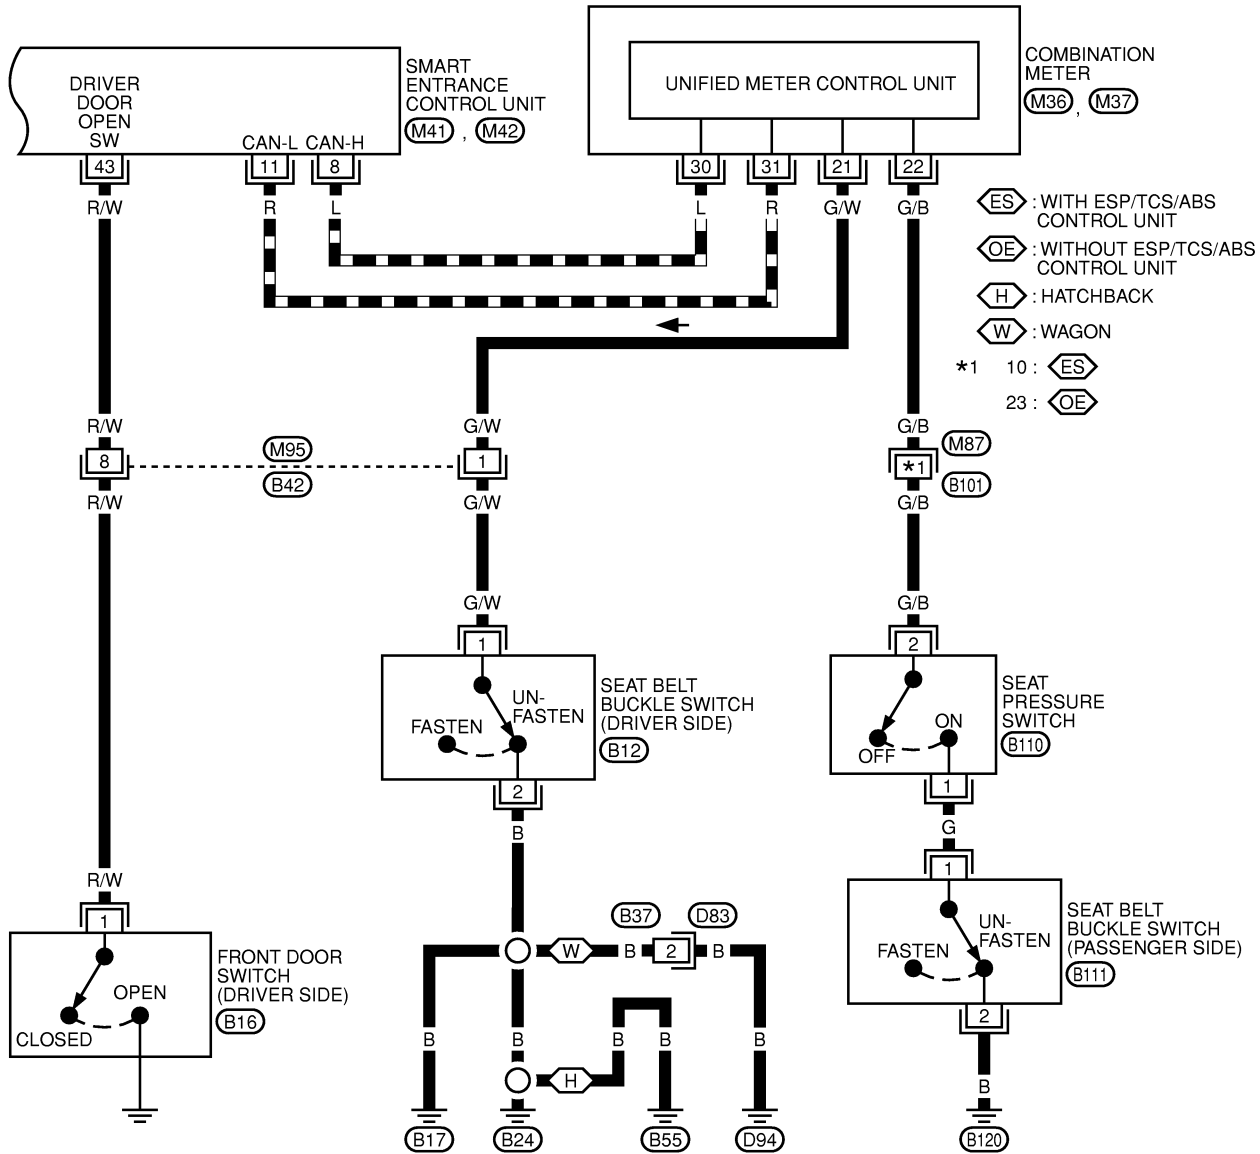 DRIVER
DOOR
OPEN
SW
CAN-L CAN-H
SMART
ENTRANCE
CONTROL UNIT
M41 , M42
UNIFIED METER CONTROL UNIT
COMBINATION
METER
M36 , M37
43 11 8 30 31 21 22
R/W R L L R G/W G/B
ES : WITH ESP/TCS/ABS
CONTROL UNIT
OE : WITHOUT ESP/TCS/ABS
CONTROL UNIT
H : HATCHBACK
W : WAGON
*1 10 : ES
23 : OE
R/W G/W G/B
8 M95 1 *1 M87
B42 B101
R/W G/W G/B
G/W G/B
1 2
UN-
FASTEN
FASTEN
SEAT BELT
BUCKLE SWITCH
(DRIVER SIDE)
B12
ON
OFF
SEAT
PRESSURE
SWITCH
B110
2 1
B G
R/W
1 1
UN-
FASTEN
FASTEN
SEAT BELT
BUCKLE SWITCH
(PASSENGER SIDE)
B111
B37 D83
W B 2 B
OPEN
CLOSED
FRONT DOOR
SWITCH
(DRIVER SIDE)
B16
2
B B B B B
H B
B17 B24 B55 D94 B120